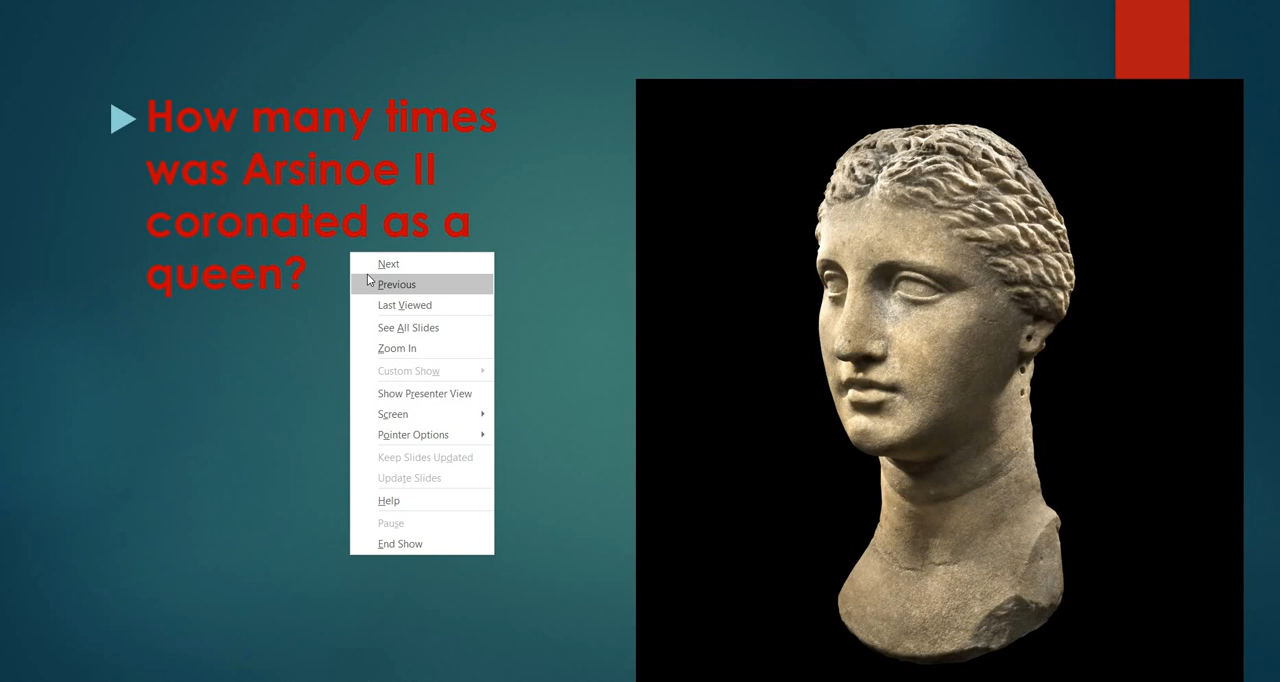 How many times
was Arsinoe II
coronated as a
queen?
Next
Previous
Last Viewed
See All Slides
Zoom In
Custom Show
Show Presenter View
Screen
Pointer Options
Keep Slides Updated
Update Slides
Help
Pause
End Show